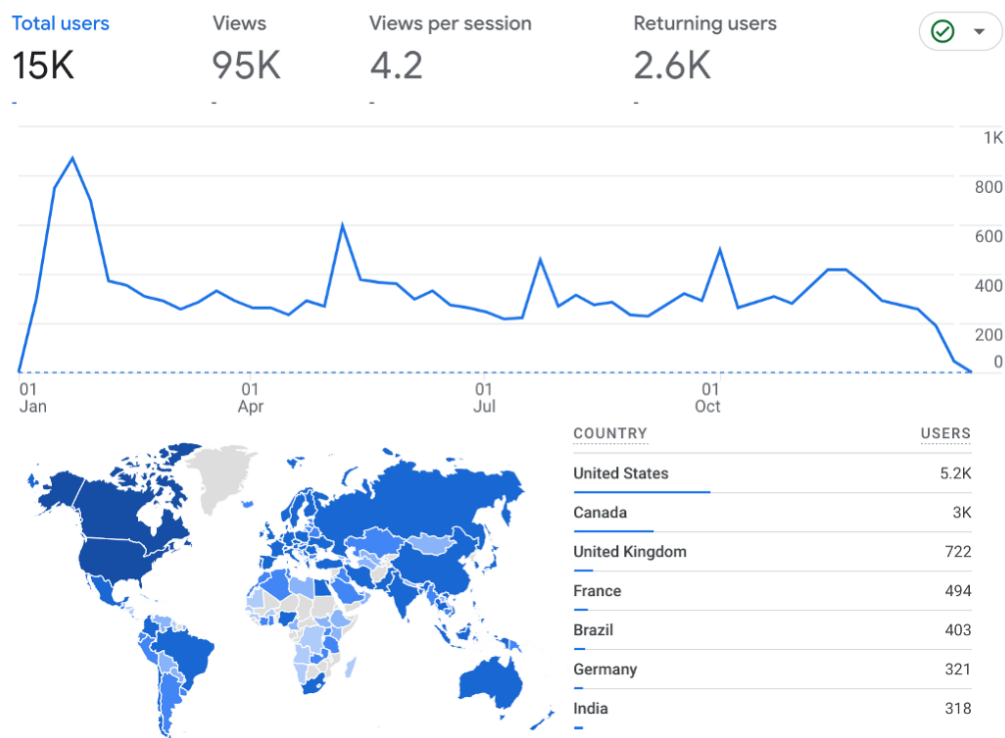 Total users Views Views per session Returning users
15K 95K 4.2 2.6K
- - - -
1K
800
600
400
200
0
01 01 01 01
Jan Apr Jul Oct
COUNTRY USERS
United States 5.2K
Canada 3K
United Kingdom 722
France 494
Brazil 403
Germany 321
India 318